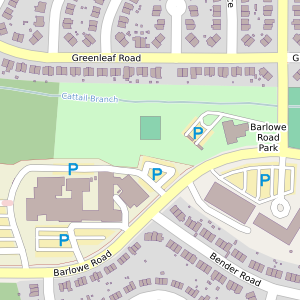 Greenleaf Road
G
Cattail Branch
P
Barlowe
Road
Park
P
P
P
P
Bender Road
Barlowe Road